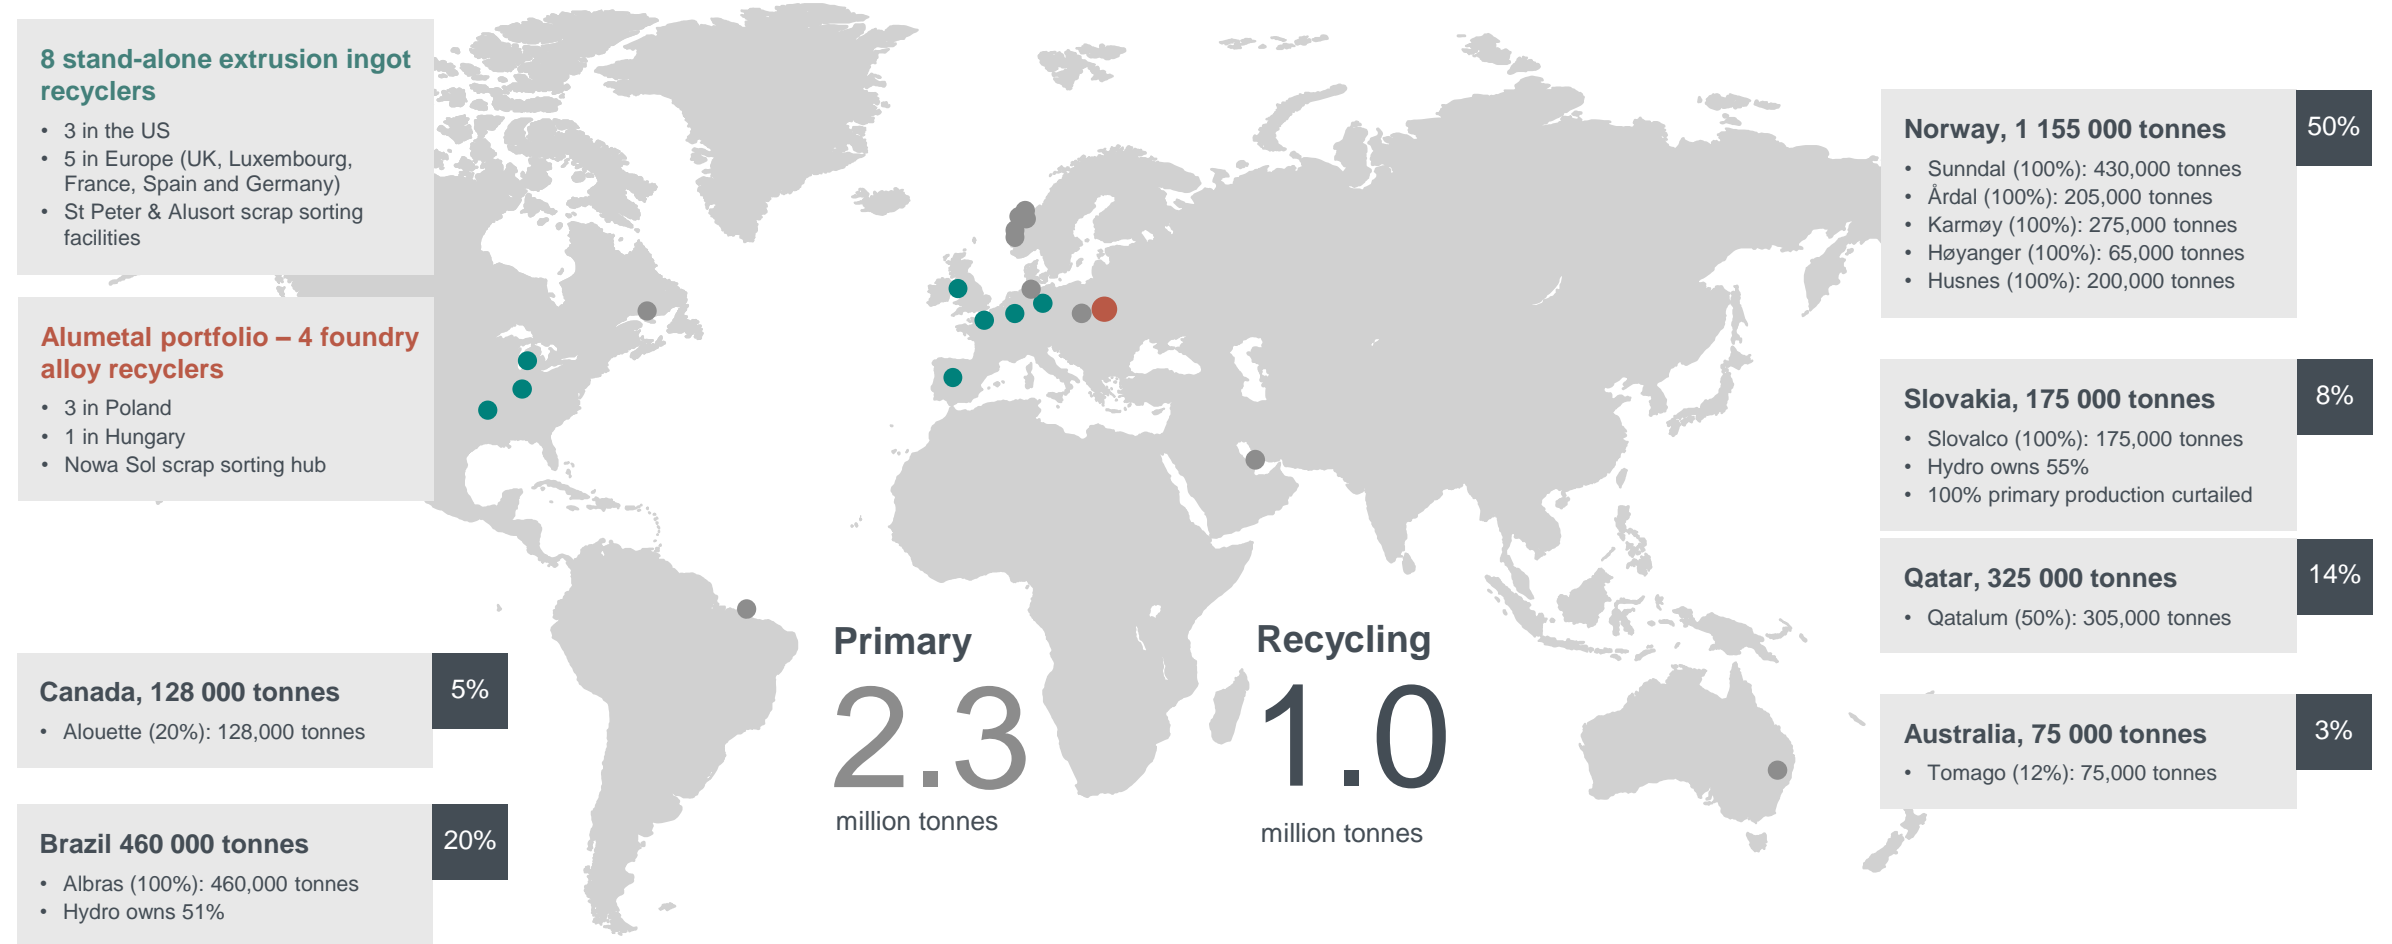 8 stand-alone extrusion ingot
recyclers
• 3 in the US
• 5 in Europe (UK, Luxembourg,
France, Spain and Germany)
• St Peter & Alusort scrap sorting
facilities
Alumetal portfolio – 4 foundry
alloy recyclers
• 3 in Poland
• 1 in Hungary
• Nowa Sol scrap sorting hub
Canada, 128 000 tonnes
5%
• Alouette (20%): 128,000 tonnes
Brazil 460 000 tonnes
20%
• Albras (100%): 460,000 tonnes
• Hydro owns 51%
Primary
2.3
million tonnes
Recycling
1.0
million tonnes
Norway, 1 155 000 tonnes
50%
• Sunndal (100%): 430,000 tonnes
• Årdal (100%): 205,000 tonnes
• Karmøy (100%): 275,000 tonnes
• Høyanger (100%): 65,000 tonnes
• Husnes (100%): 200,000 tonnes
Slovakia, 175 000 tonnes
8%
• Slovalco (100%): 175,000 tonnes
• Hydro owns 55%
• 100% primary production curtailed
Qatar, 325 000 tonnes
14%
• Qatalum (50%): 305,000 tonnes
Australia, 75 000 tonnes
3%
• Tomago (12%): 75,000 tonnes